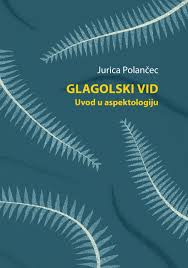 Jurica Polančec
GLAGOLSKI VID
Uvod u aspektologiju